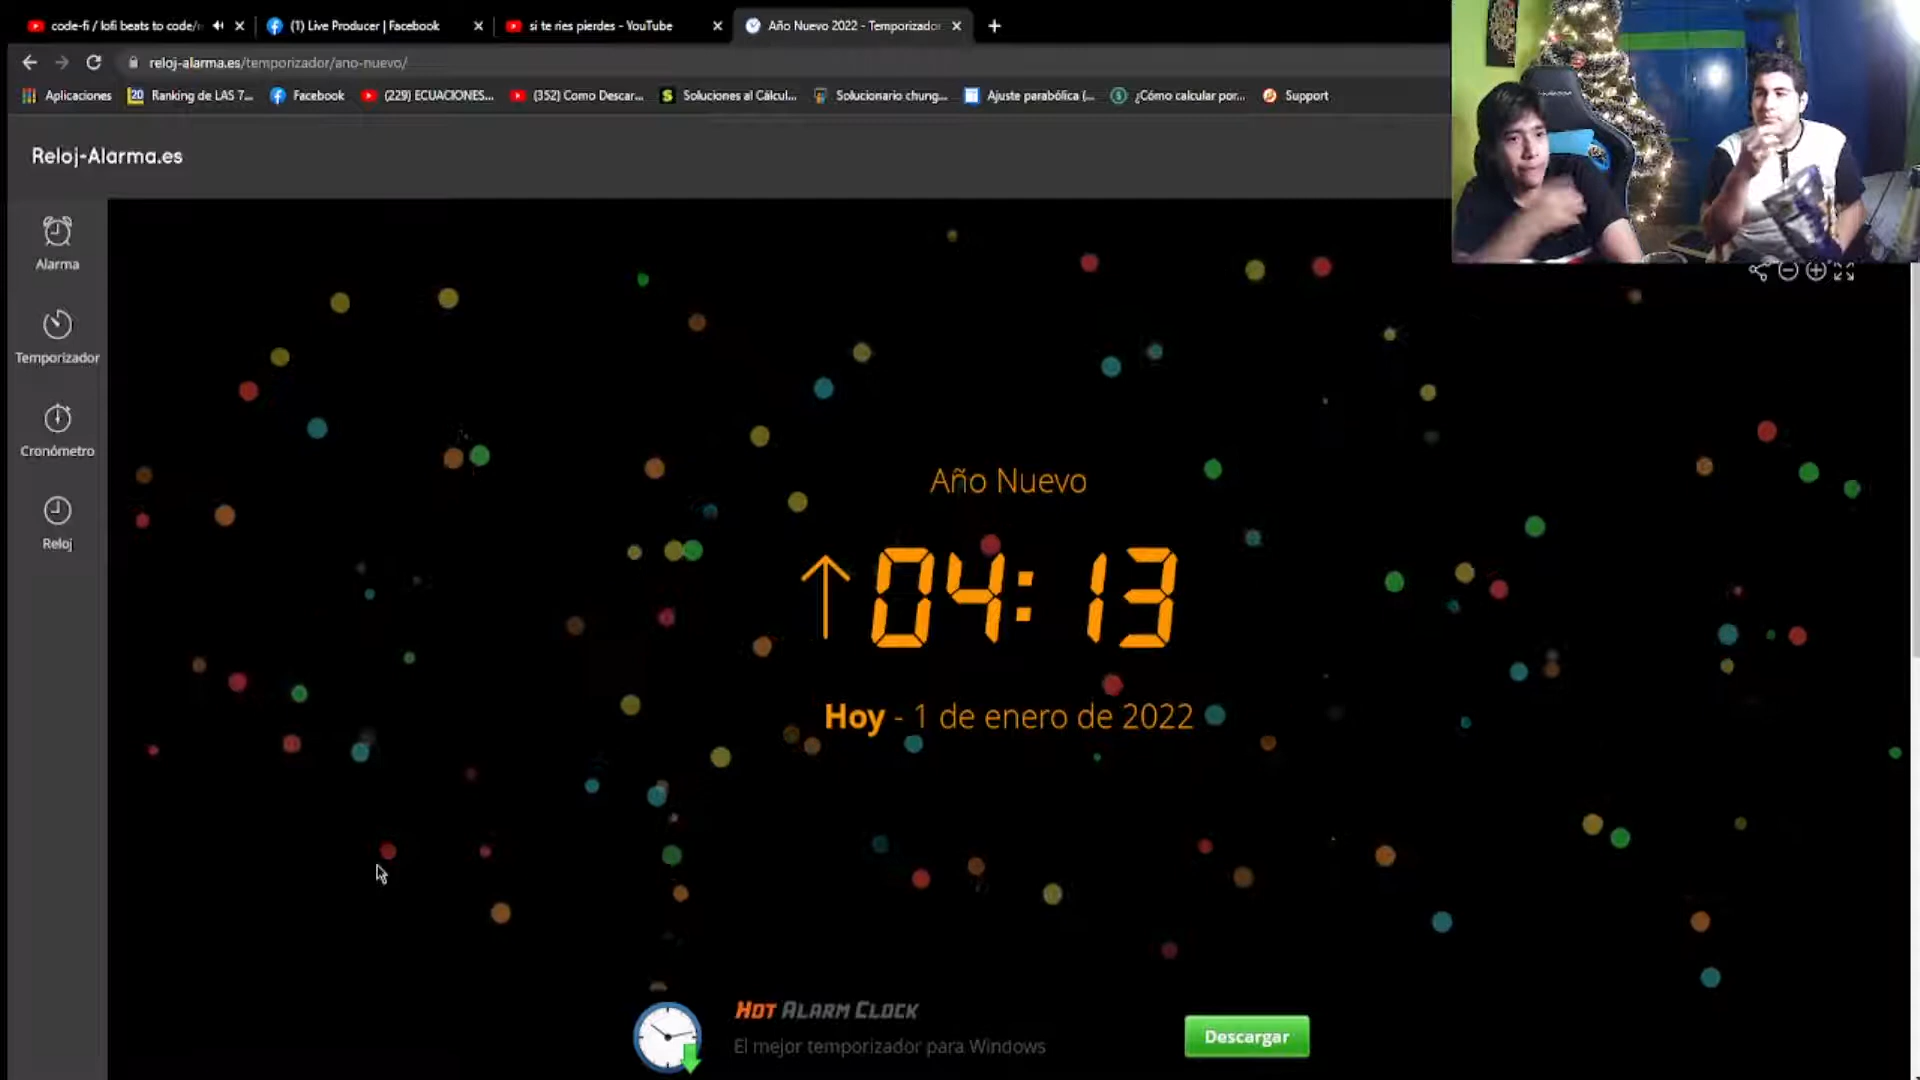 code-fi / lofi beats to code/
(1) Live Producer | Facebook
si te ries pierdes - YouTube
Año Nuevo 2022 - Temporizado
reloj-alarma.es/temporizador/ano-nuevo/
Aplicaciones
Ranking de LAS 7...
Facebook
(229) ECUACIONES...
(352) Como Descar...
Soluciones al Cálcul...
Solucionario chung...
Ajuste parabólica (...
¿Cómo calcular por...
Support
Reloj-Alarma.es
Alarma
Temporizador
Cronómetro
Reloj
Año Nuevo
↑04:13
Hoy - 1 de enero de 2022
HOT ALARM CLOCK
El mejor temporizador para Windows
Descargar